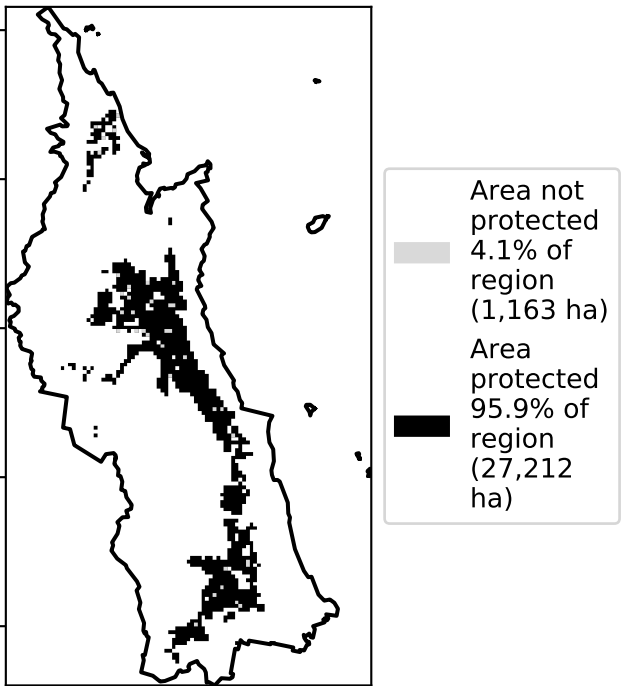 Area not
protected
4.1% of
region
(1,163 ha)
Area
protected
95.9% of
region
(27,212
ha)